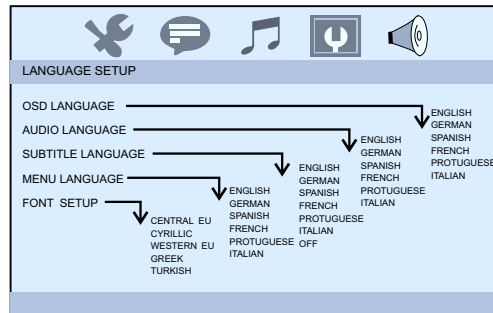 LANGUAGE SETUP
OSD LANGUAGE
ENGLISH
GERMAN
SPANISH
FRENCH
PROTUGUESE
ITALIAN
AUDIO LANGUAGE
ENGLISH
GERMAN
SPANISH
FRENCH
PROTUGUESE
ITALIAN
SUBTITLE LANGUAGE
ENGLISH
GERMAN
SPANISH
FRENCH
PROTUGUESE
ITALIAN
OFF
MENU LANGUAGE
ENGLISH
GERMAN
SPANISH
FRENCH
PROTUGUESE
ITALIAN
FONT SETUP
CENTRAL EU
CYRILLIC
WESTERN EU
GREEK
TURKISH